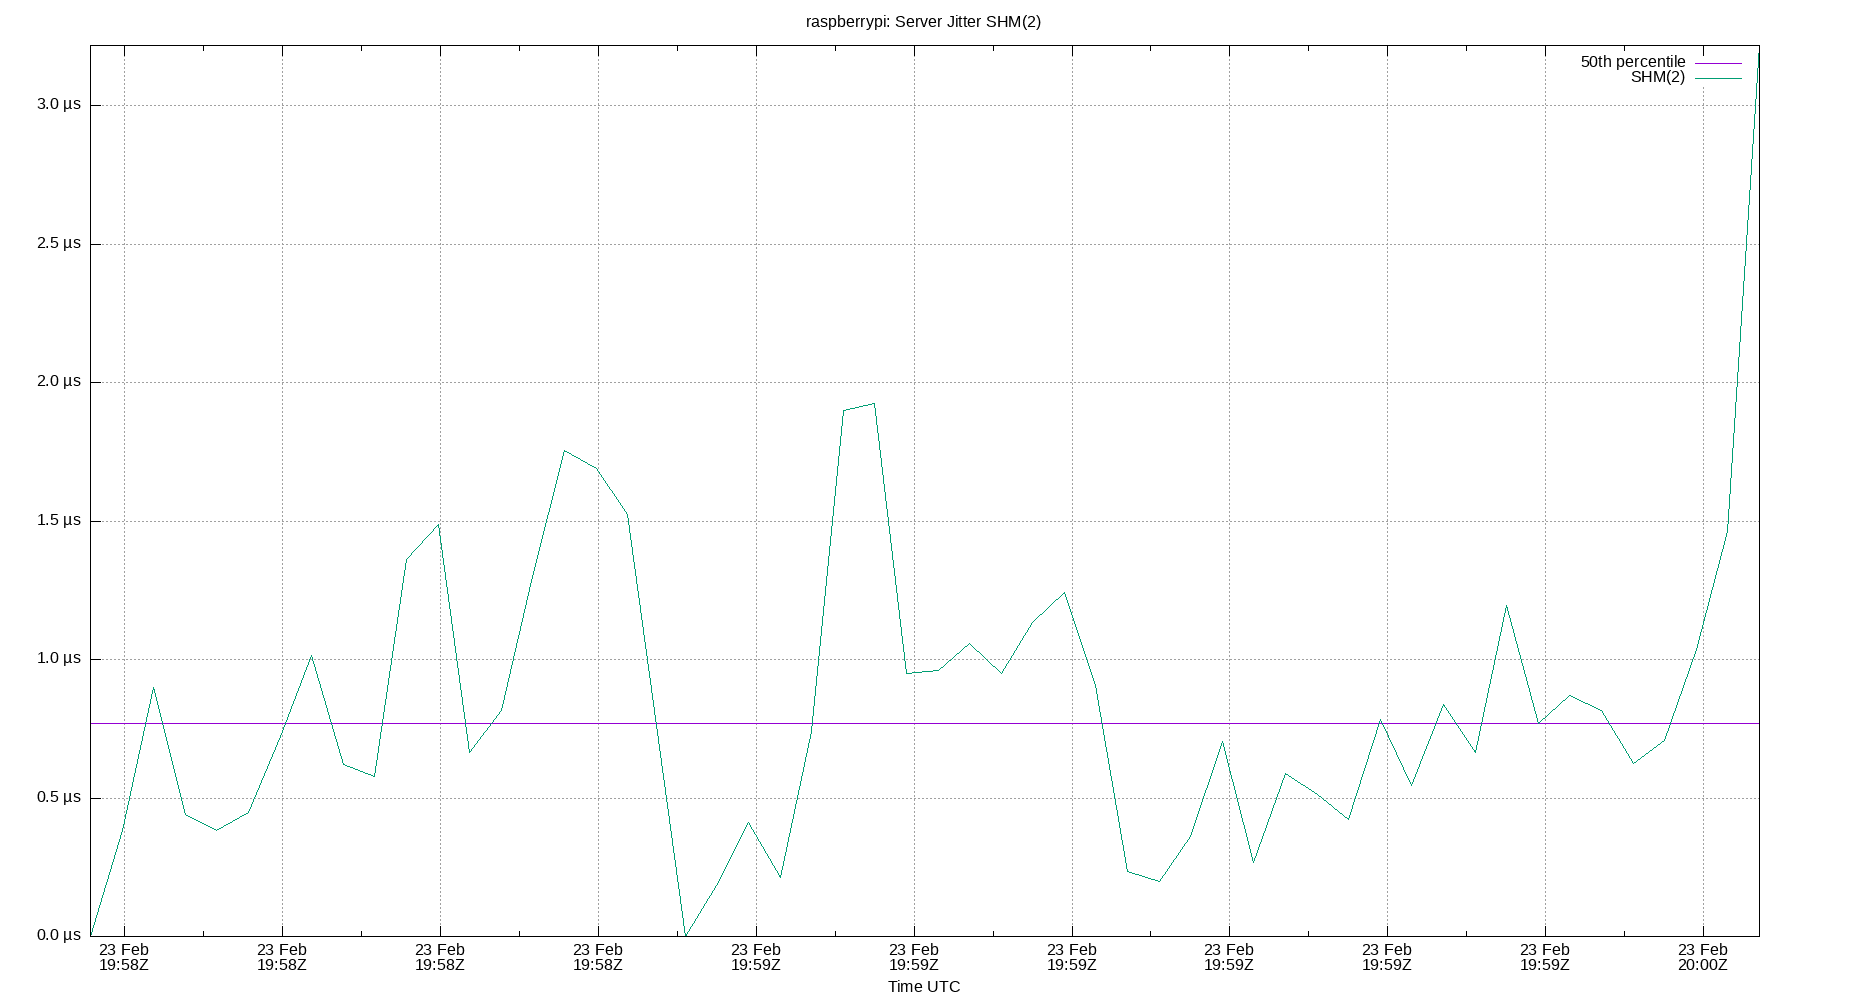 raspberrypi: Server Jitter SHM(2)
50th percentile
SHM(2)
3.0 µs
2.5 µs
2.0 µs
1.5 µs
1.0 µs
0.5 µs
0.0 µs
23 Feb 23 Feb 23 Feb 23 Feb 23 Feb 23 Feb 23 Feb 23 Feb 23 Feb 23 Feb 23 Feb
19:58Z 19:58Z 19:58Z 19:58Z 19:59Z 19:59Z 19:59Z 19:59Z 19:59Z 19:59Z 20:00Z
Time UTC